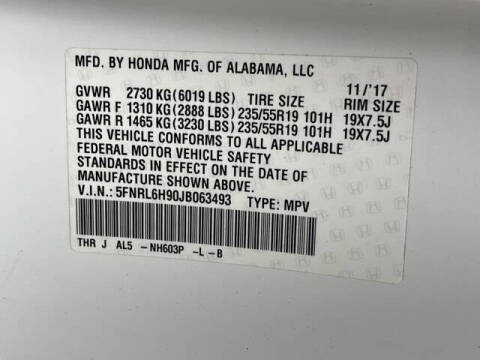 MFD. BY HONDA MFG. OF ALABAMA, LLC
11/'17
GVWR 2730 KG(6019 LBS) TIRE SIZE RIM SIZE
GAWR F 1310 KG(2888 LBS) 235/55R19 101H 19X7.5J
GAWR R 1465 KG(3230 LBS) 235/55R19 101H 19X7.5J
THIS VEHICLE CONFORMS TO ALL APPLICABLE
FEDERAL MOTOR VEHICLE SAFETY
STANDARDS IN EFFECT ON THE DATE OF
MANUFACTURE SHOWN ABOVE.
V.I.N.: 5FNRL6H90JB063493 TYPE: MPV
THR J AL5 -NH603P -L -B